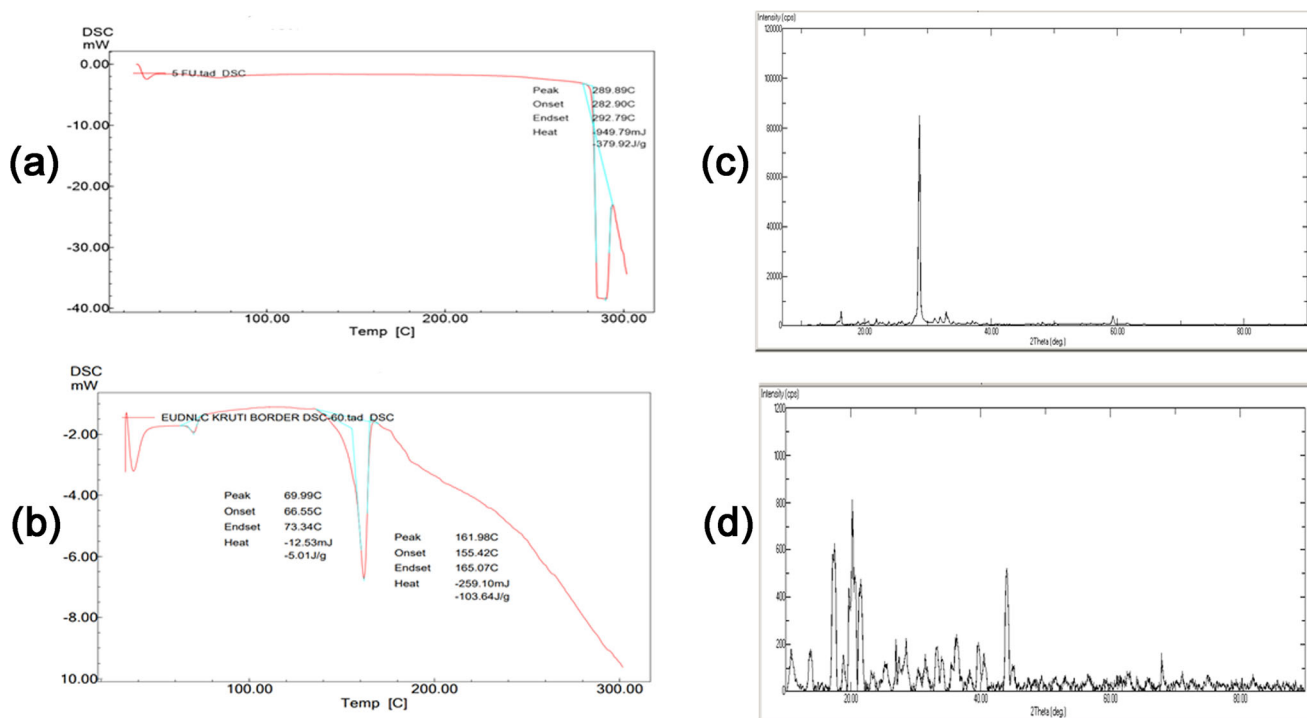 (a)
DSC
mW
0.00
-10.00
-20.00
-30.00
-40.00
5 FU.tad DSC
Peak 289.89C
Onset 282.90C
Endset 292.79C
Heat -949.79mJ
-379.92J/g
100.00 200.00 300.00
Temp [C]
(b)
DSC
mW
-2.00
-4.00
-6.00
-8.00
10.00
EUDNLC KRUTI BORDER DSC-60.tad DSC
Peak 69.99C
Onset 66.55C
Endset 73.34C
Heat -12.53mJ
-5.01J/g
Peak 161.98C
Onset 155.42C
Endset 165.07C
Heat -259.10mJ
-103.64J/g
100.00 200.00 300.00
Temp [C]
(c)
Intensity (cps)
120000
100000
80000
60000
40000
20000
0
20.00 40.00 60.00 80.00
2Theta (deg.)
(d)
Intensity (cps)
1200
1000
800
600
400
200
0
20.00 40.00 60.00 80.00
2Theta (deg.)